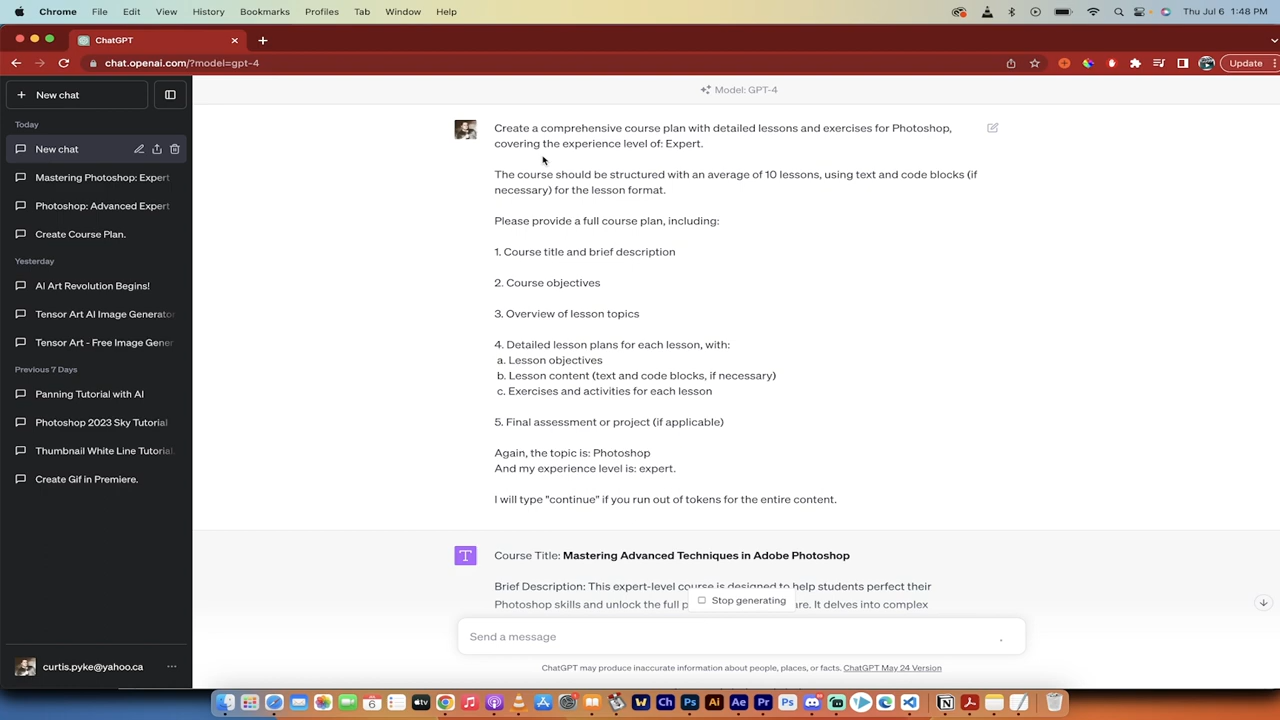 Chrome File Edit View History Bookmarks Profiles Tab Window Help Thu Jul 6 1:48 PM
ChatGPT
chat.openai.com/?model=gpt-4 Update
New chat
Today
New chat
Mastering Photoshop: Expert
Photoshop: Advanced Expert
Create Course Plan.
Yesterday
AI Art Revolution Begins!
Tensor Art AI Image Generator
Tensor Art - Free Image Gener
Previous 7 Days
Panning Tutorial with AI
Photoshop 2023 Sky Tutorial
Thumbnail White Line Tutorial.
Create Gif in Premiere.
curtis.pyke@yahoo.ca
Model: GPT-4
Create a comprehensive course plan with detailed lessons and exercises for Photoshop,
covering the experience level of: Expert.
The course should be structured with an average of 10 lessons, using text and code blocks (if
necessary) for the lesson format.
Please provide a full course plan, including:
1. Course title and brief description
2. Course objectives
3. Overview of lesson topics
4. Detailed lesson plans for each lesson, with:
a. Lesson objectives
b. Lesson content (text and code blocks, if necessary)
c. Exercises and activities for each lesson
5. Final assessment or project (if applicable)
Again, the topic is: Photoshop
And my experience level is: expert.
I will type "continue" if you run out of tokens for the entire content.
T
Course Title: Mastering Advanced Techniques in Adobe Photoshop
Brief Description: This expert-level course is designed to help students perfect their
Photoshop skills and unlock the full p are. It delves into complex
Stop generating
Send a message
ChatGPT may produce inaccurate information about people, places, or facts. ChatGPT May 24 Version
6 tv W Ch Ps Ai Ae Pr Ps